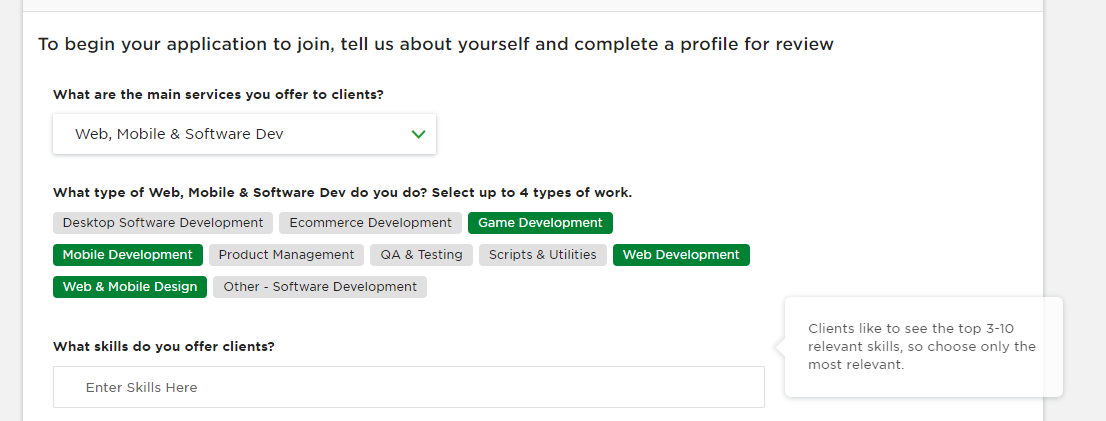 To begin your application to join, tell us about yourself and complete a profile for review
What are the main services you offer to clients?
Web, Mobile & Software Dev
What type of Web, Mobile & Software Dev do you do? Select up to 4 types of work.
Desktop Software Development Ecommerce Development Game Development
Mobile Development Product Management QA & Testing Scripts & Utilities Web Development
Web & Mobile Design Other - Software Development
What skills do you offer clients?
Enter Skills Here
Clients like to see the top 3-10
relevant skills, so choose only the
most relevant.